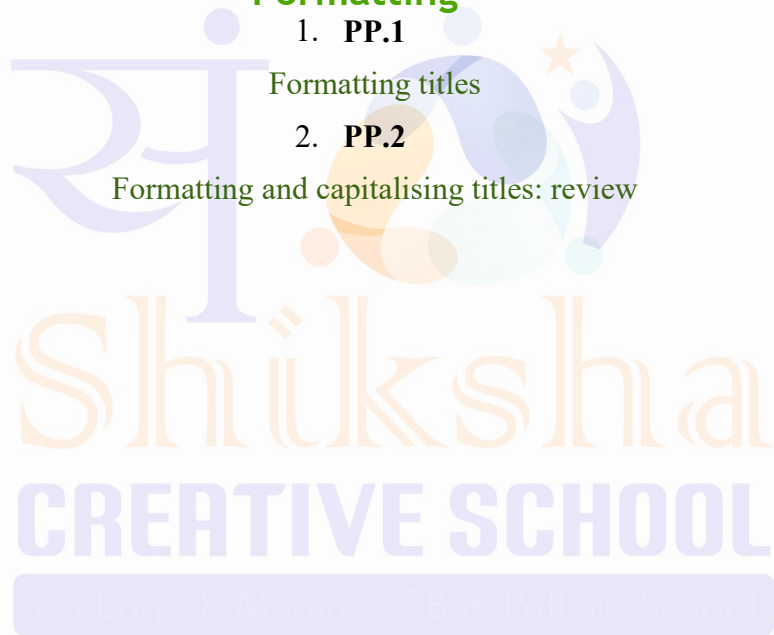 Formatting
1. PP.1
Formatting titles
2. PP.2
Formatting and capitalising titles: review
सं
Shiksha
CREATIVE SCHOOL
An English Medium CBSE Pattern School